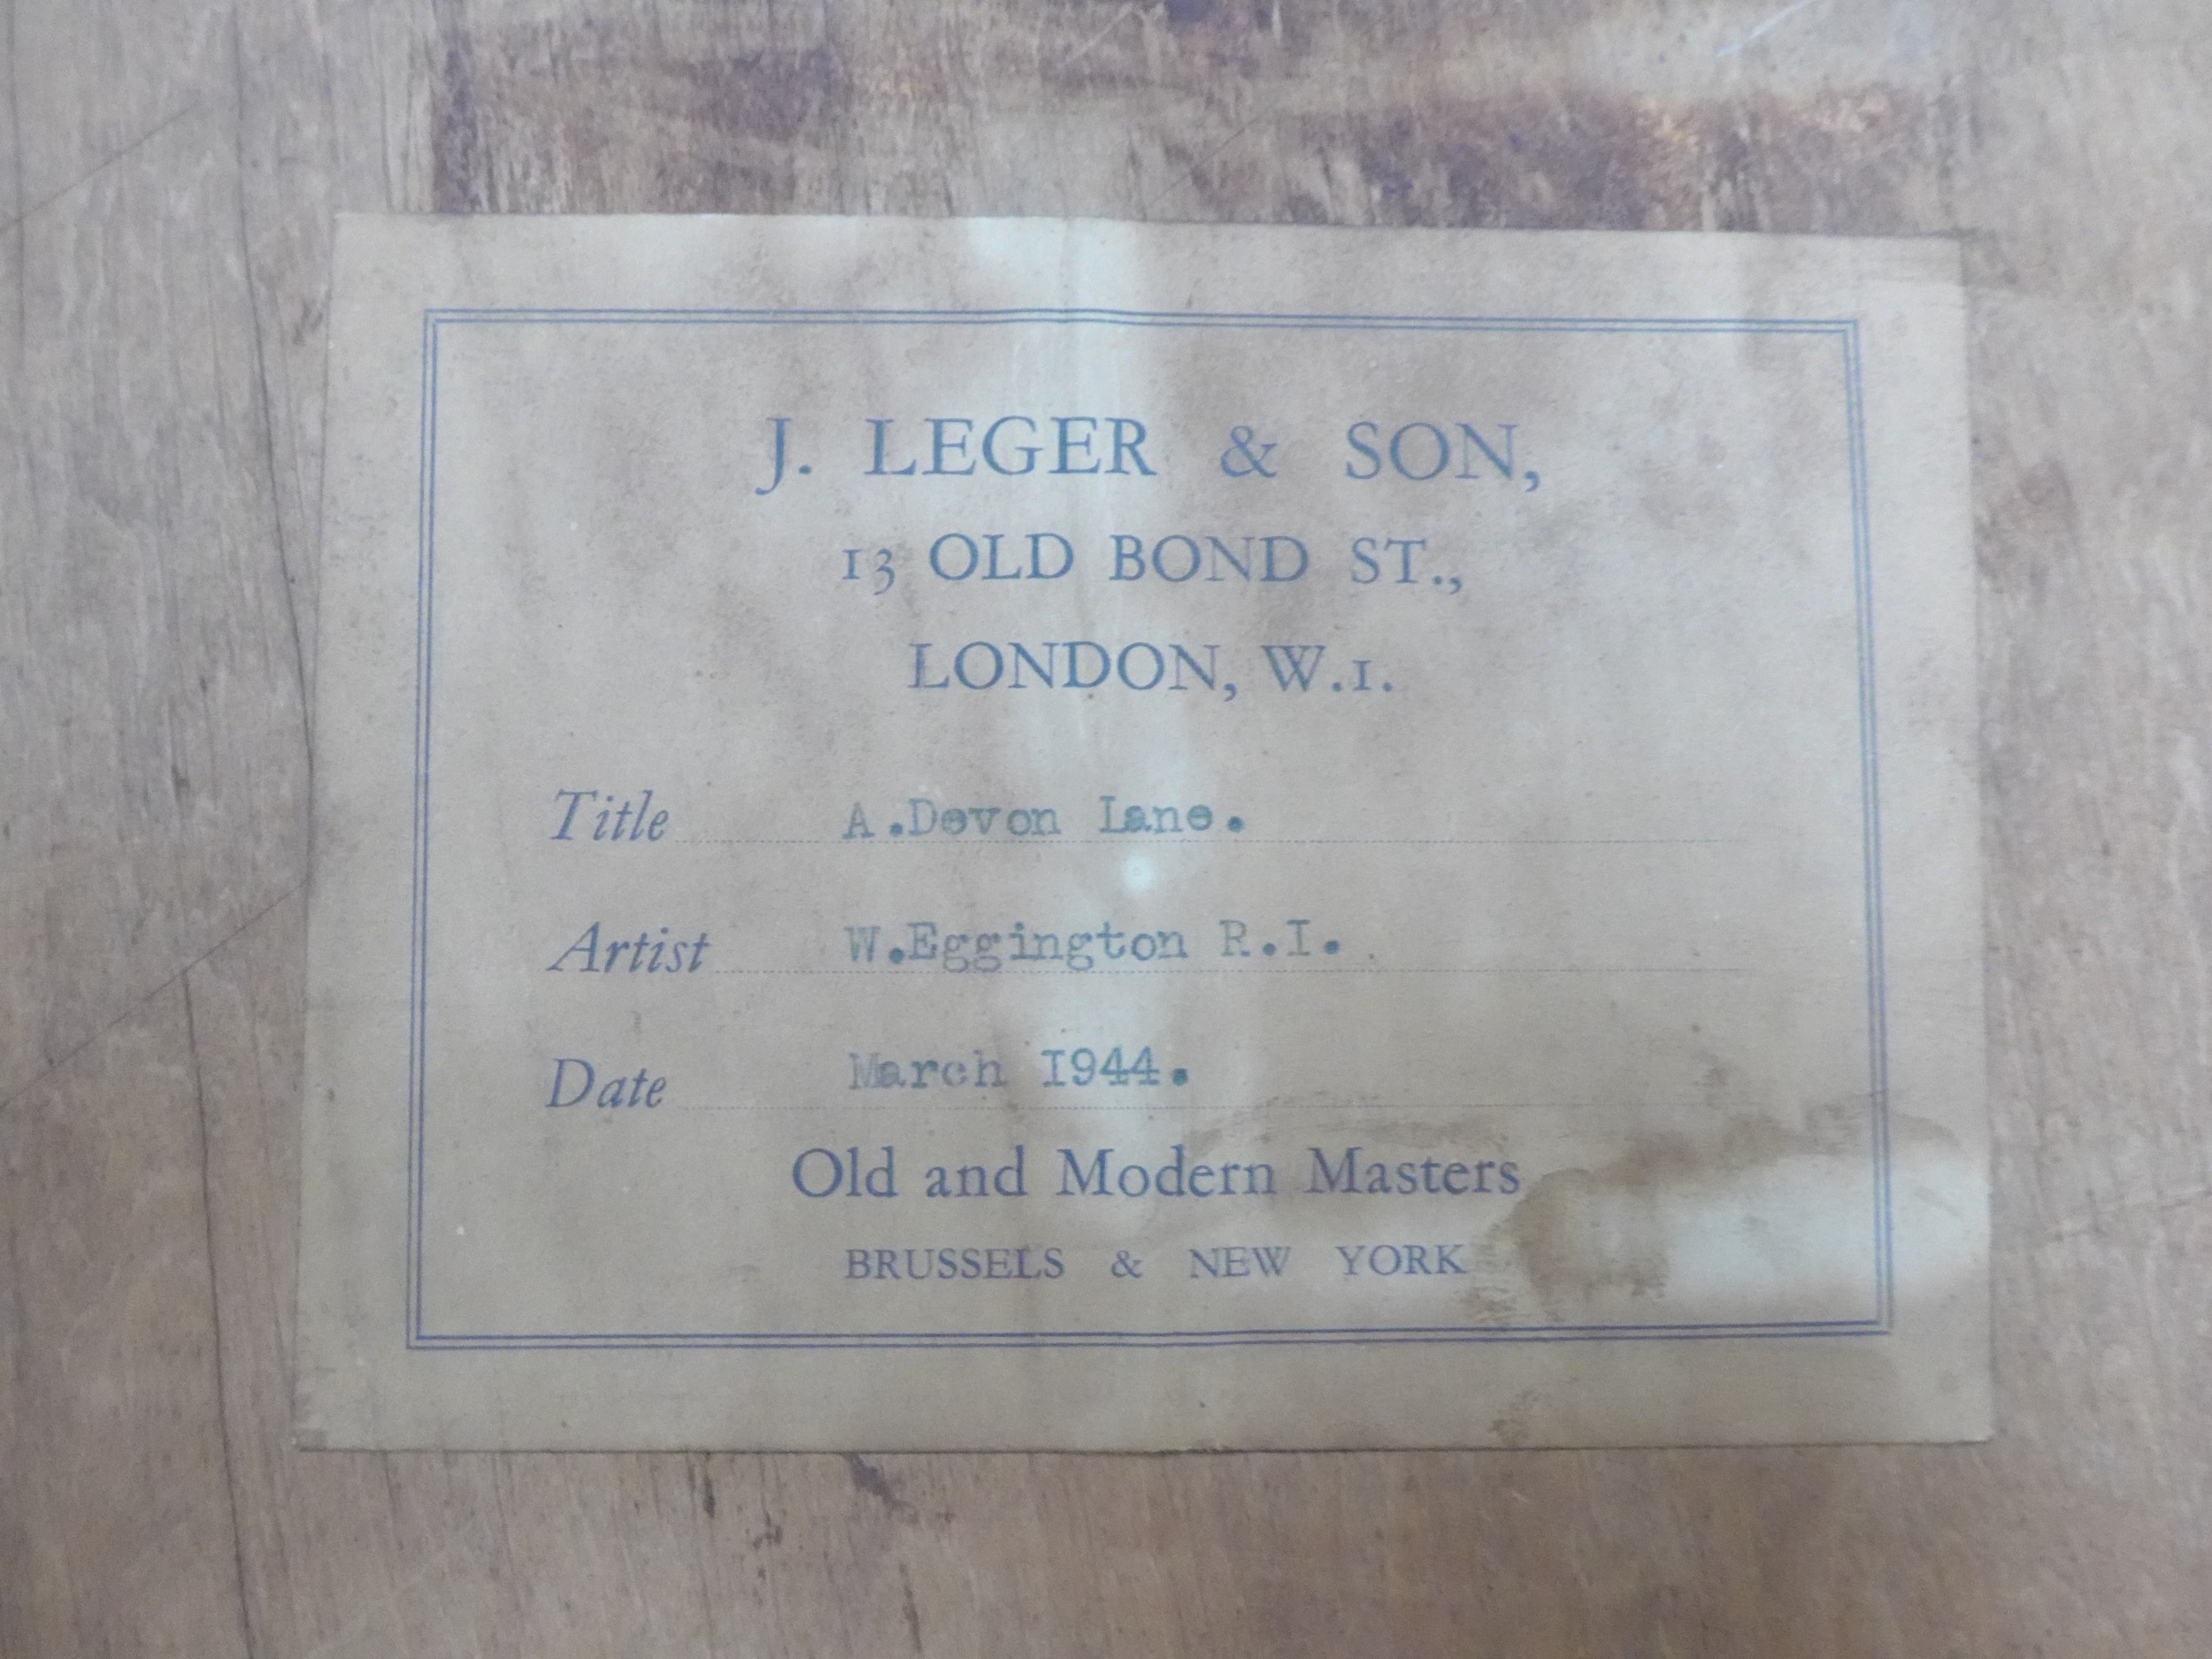 J. LEGER & SON,
13 OLD BOND ST.,
LONDON, W.1.
Title A.Devon Lane.
Artist W.Eggington R.I.
Date March 1944.
Old and Modern Masters
BRUSSELS & NEW YORK